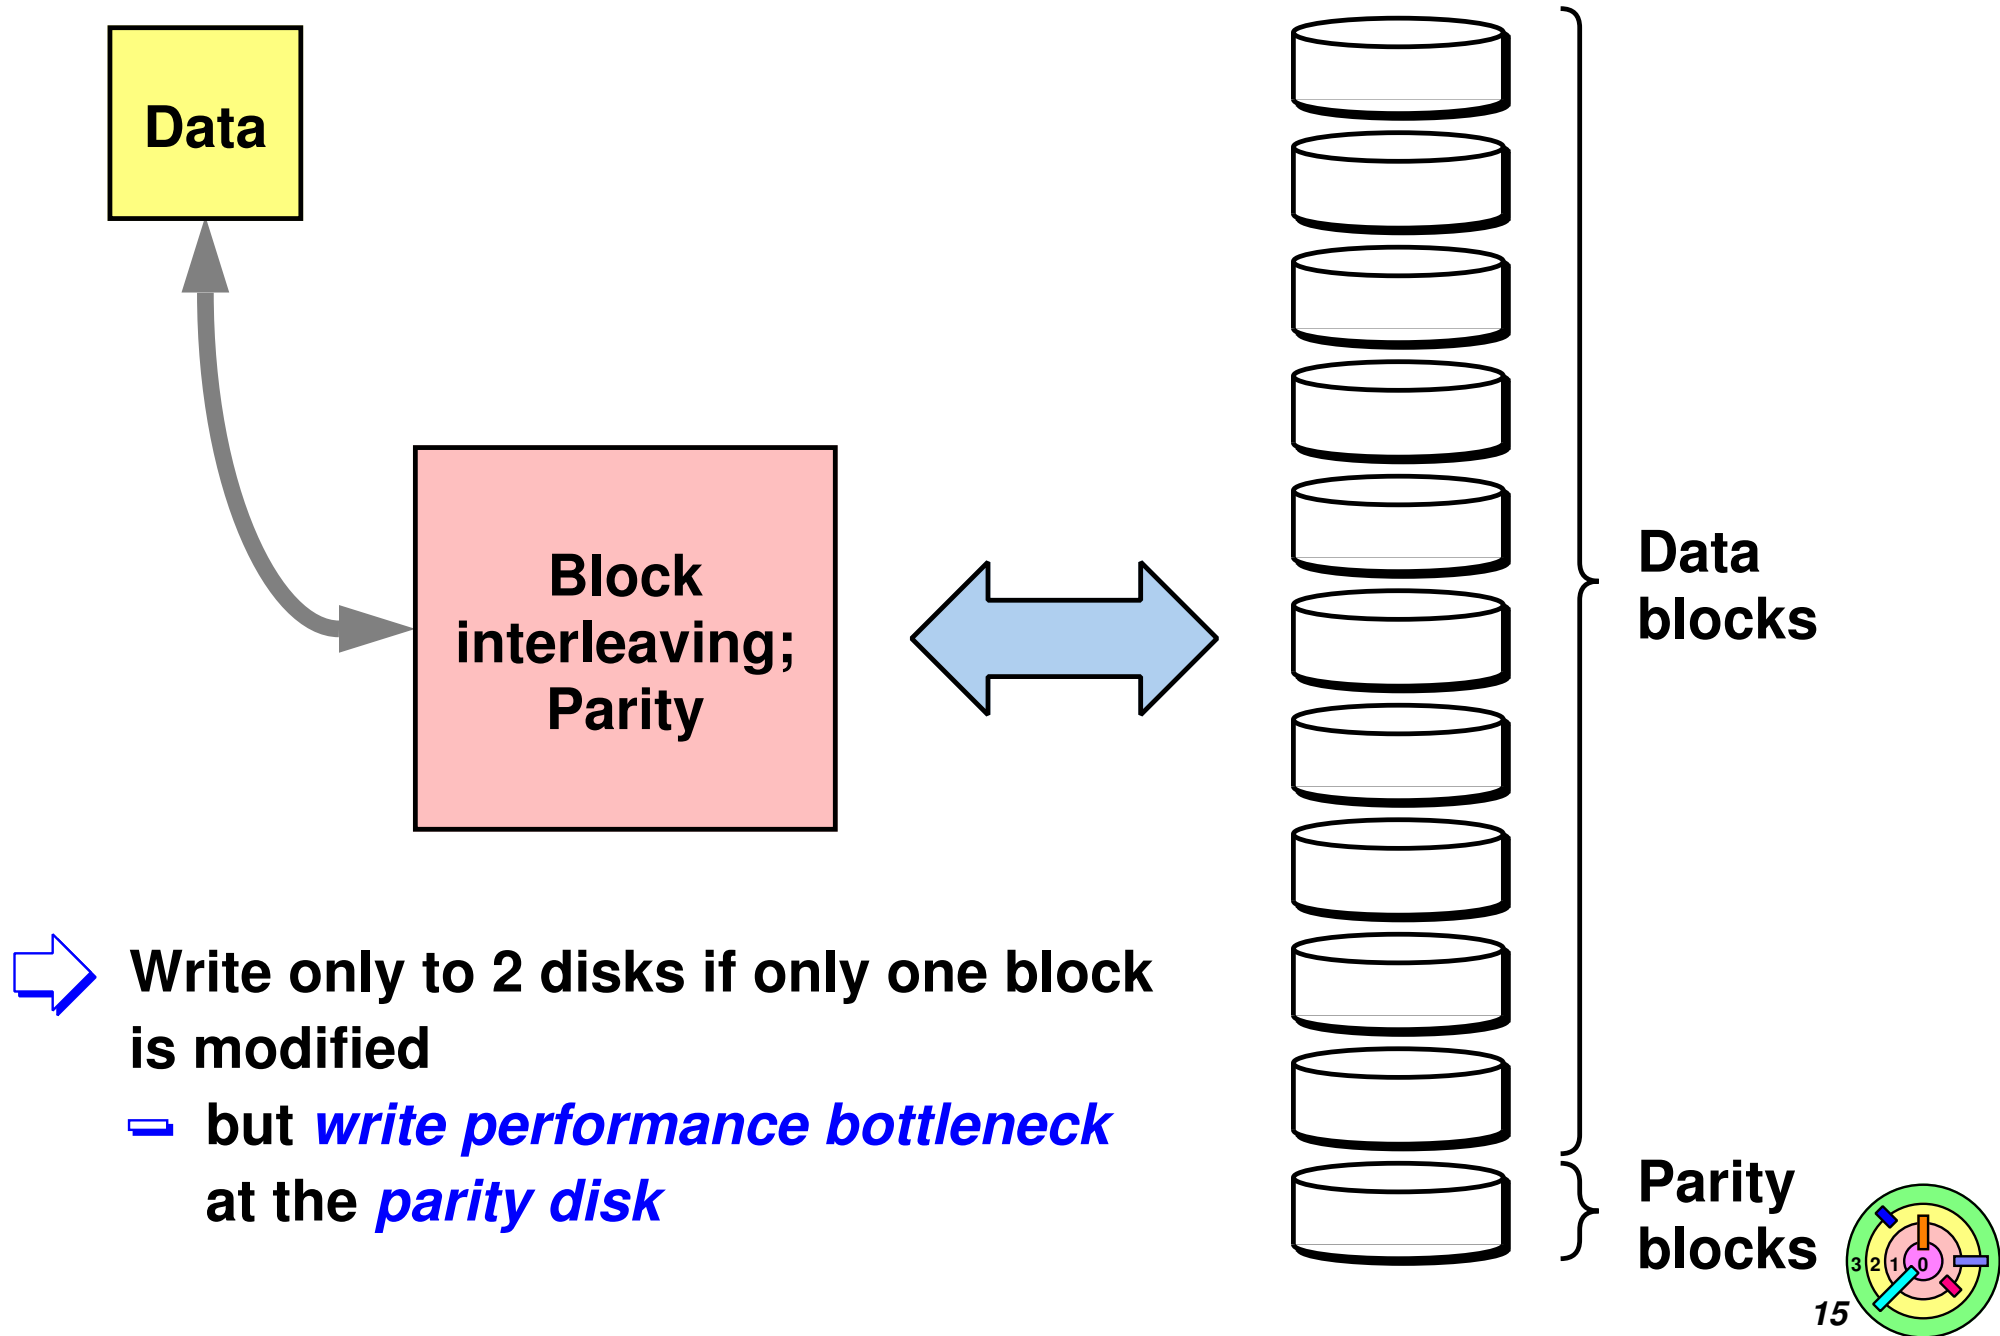 Data
Block
interleaving;
Parity
Data
blocks
Write only to 2 disks if only one block
is modified
but write performance bottleneck
at the parity disk
Parity
blocks
3 2 1 0
15